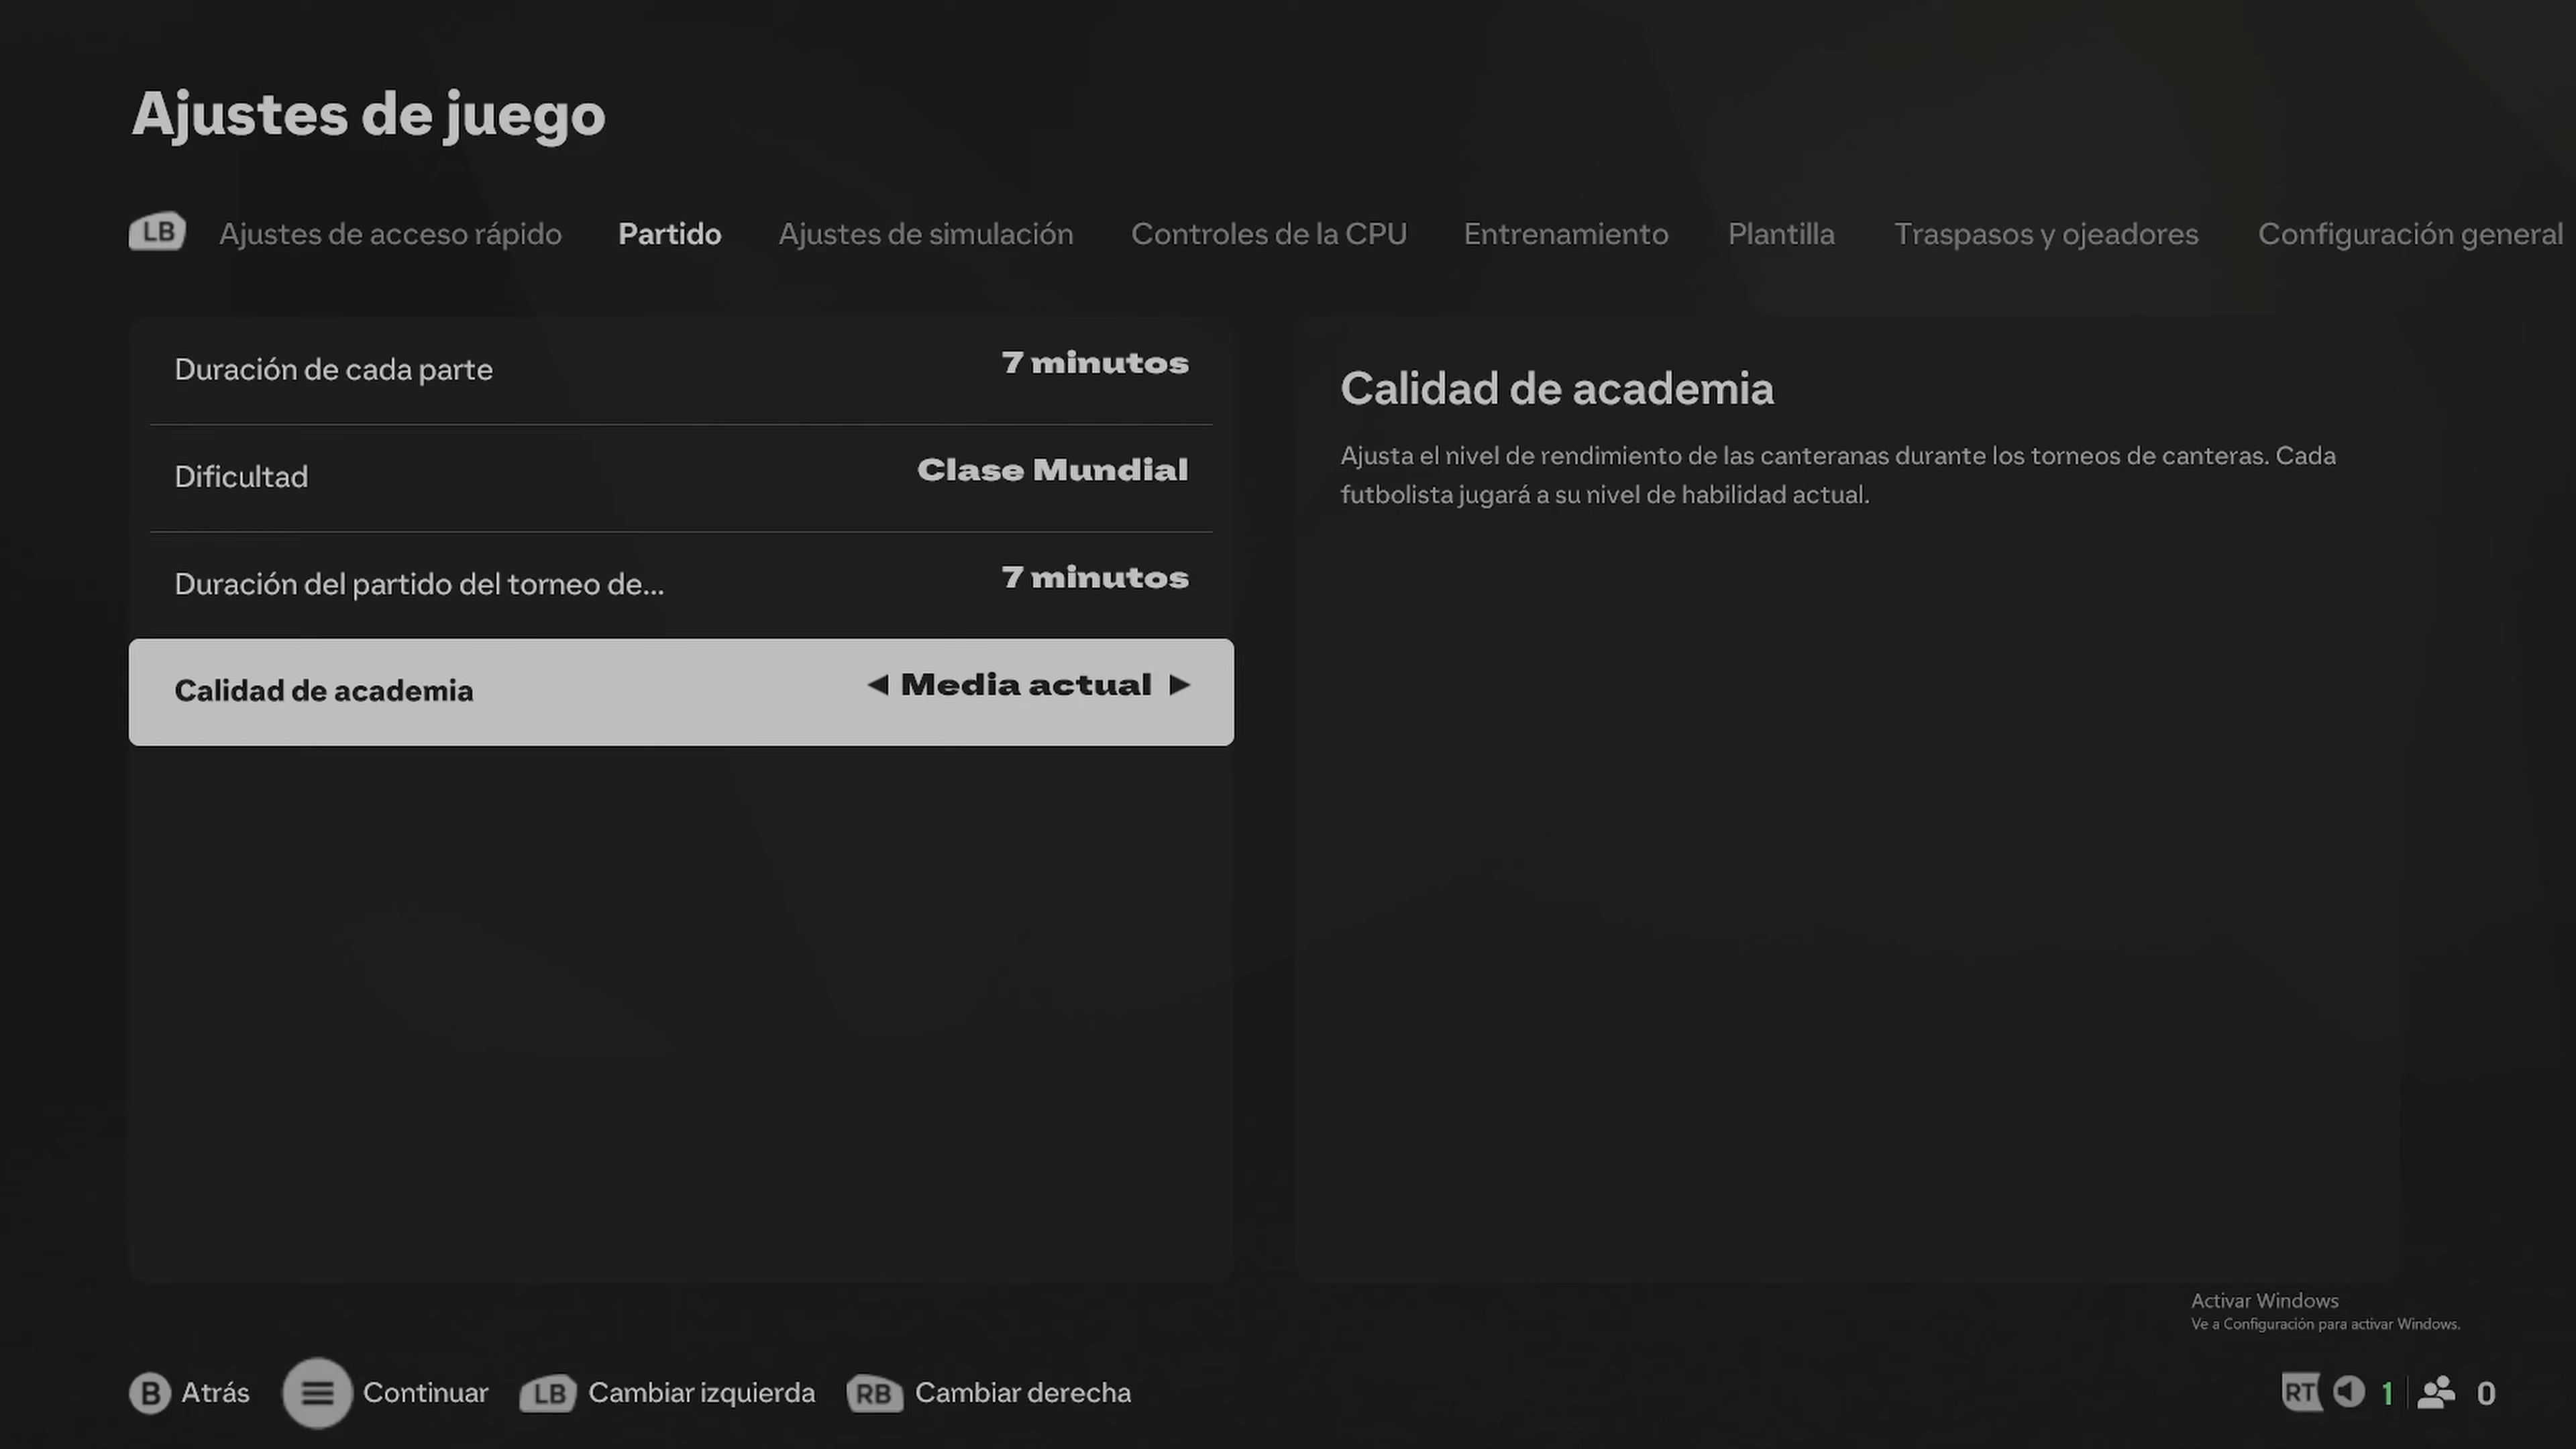 Ajustes de juego
LB Ajustes de acceso rápido Partido Ajustes de simulación Controles de la CPU Entrenamiento Plantilla Traspasos y ojeadores Configuración general
Duración de cada parte 7 minutos
Dificultad Clase Mundial
Duración del partido del torneo de... 7 minutos
Calidad de academia Media actual
Calidad de academia
Ajusta el nivel de rendimiento de las canteranas durante los torneos de canteras. Cada
futbolista jugará a su nivel de habilidad actual.
Activar Windows
Ve a Configuración para activar Windows.
B Atrás Continuar LB Cambiar izquierda RB Cambiar derecha
RT 1 0